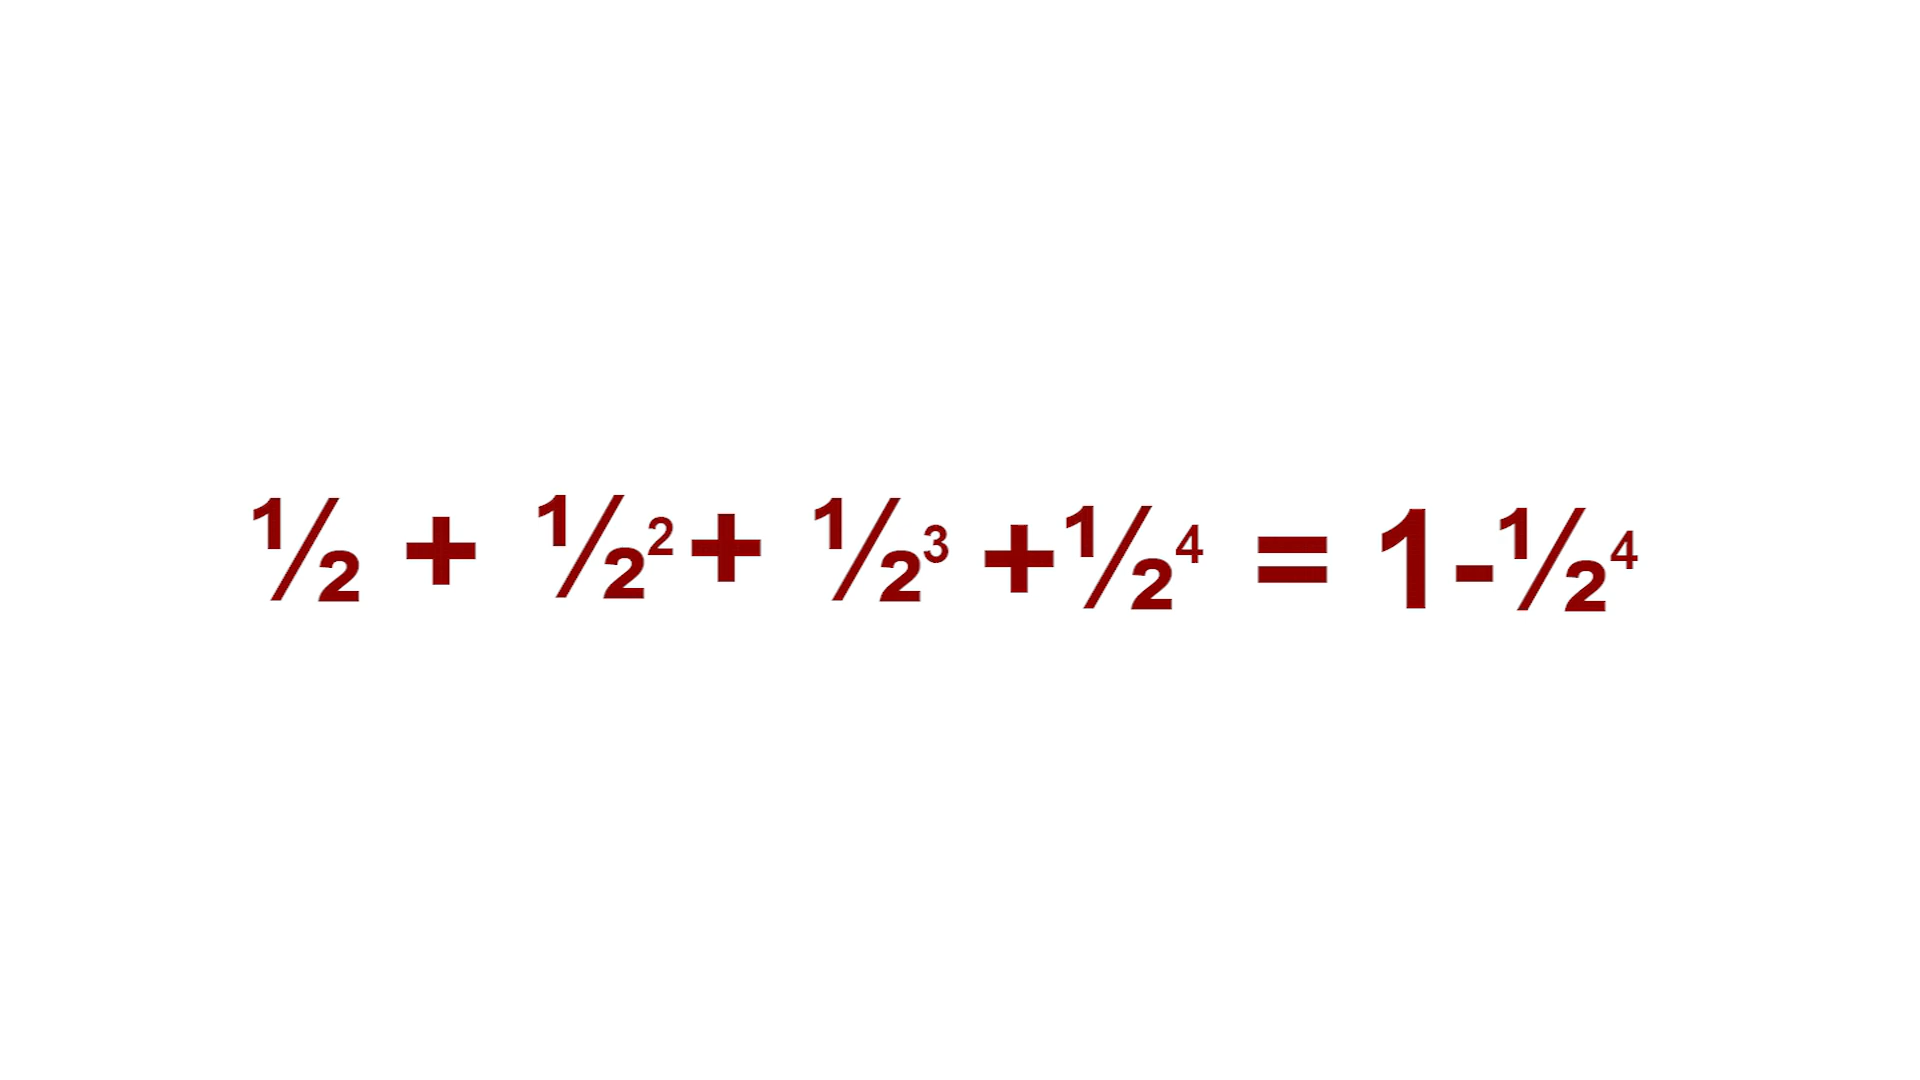 ½ + ½² + ½³ + ½⁴ = 1-½⁴